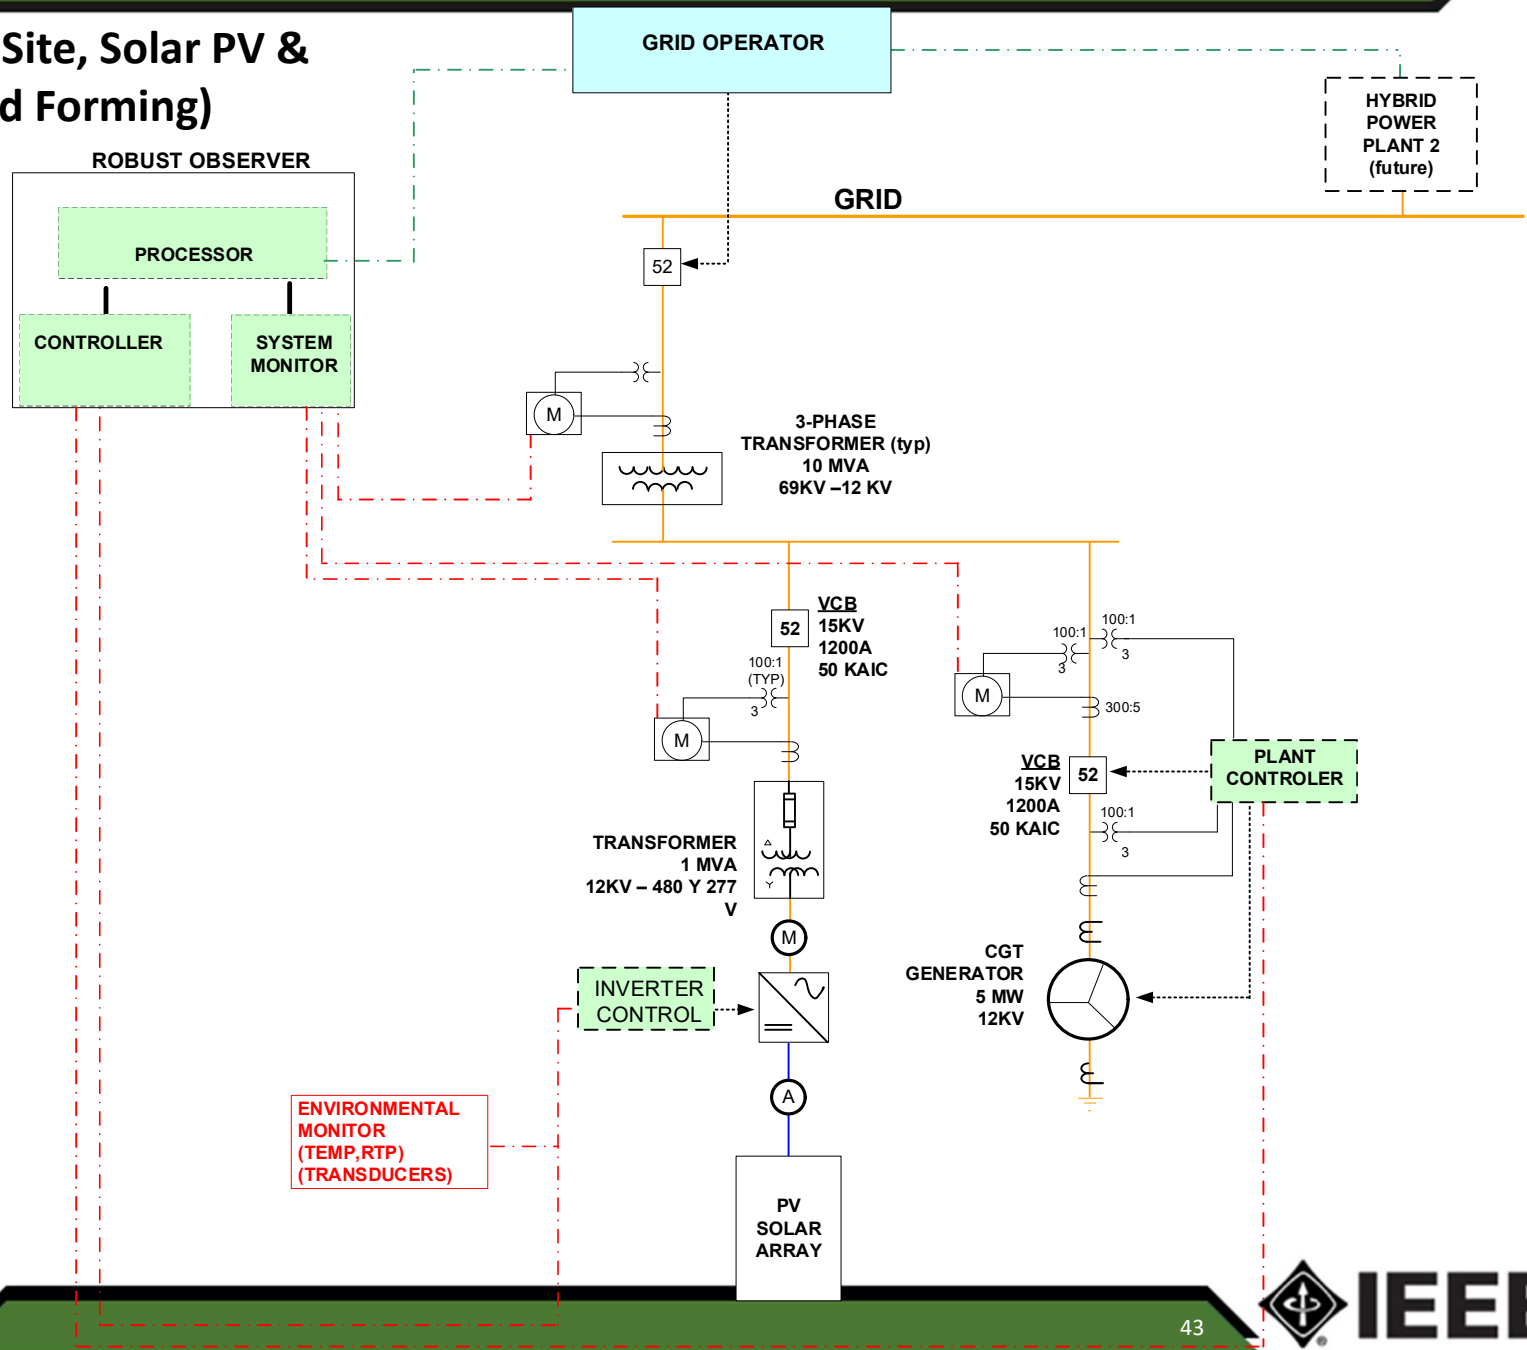 Site, Solar PV &
d Forming)
GRID OPERATOR
HYBRID
POWER
PLANT 2
(future)
ROBUST OBSERVER
PROCESSOR
CONTROLLER
SYSTEM
MONITOR
GRID
52
M
3-PHASE
TRANSFORMER (typ)
10 MVA
69KV –12 KV
52
VCB
15KV
1200A
50 KAIC
100:1
(TYP)
3
M
100:1
3
100:1
3
M
300:5
VCB
15KV
1200A
50 KAIC
52
PLANT
CONTROLER
100:1
3
TRANSFORMER
1 MVA
12KV – 480 Y 277
V
Y
M
INVERTER
CONTROL
CGT
GENERATOR
5 MW
12KV
A
ENVIRONMENTAL
MONITOR
(TEMP,RTP)
(TRANSDUCERS)
PV
SOLAR
ARRAY
43
IEEE